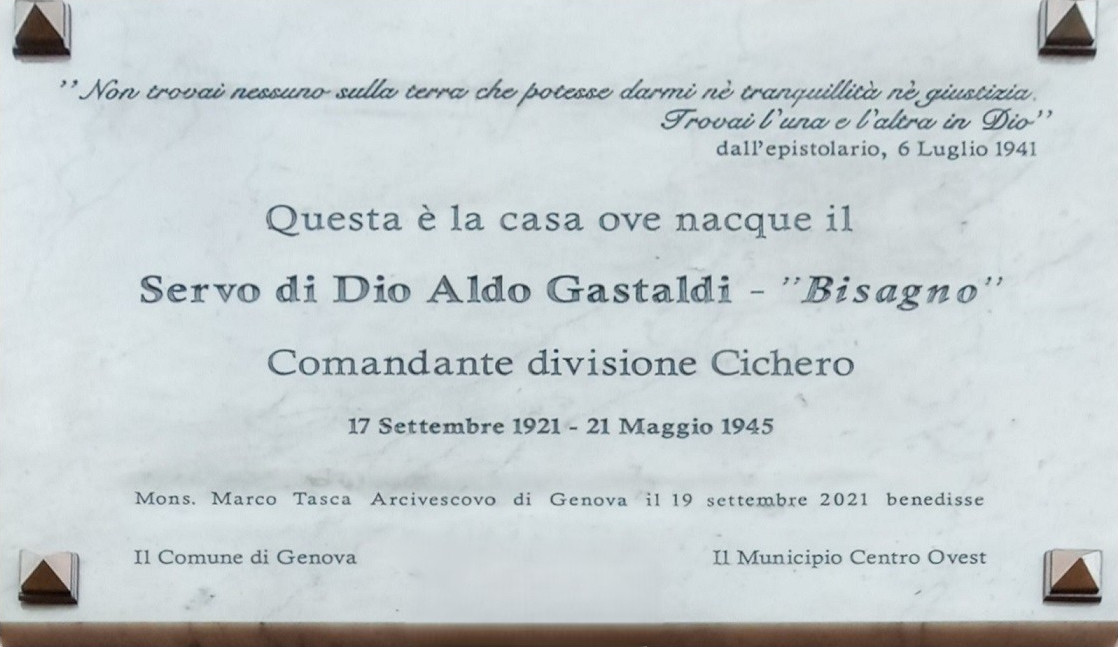 "Non trovai nessuno sulla terra che potesse darmi nè tranquillità nè giustizia.
Trovai l'una e l'altra in Dio"
dall'epistolario, 6 Luglio 1941
Questa è la casa ove nacque il
Servo di Dio Aldo Gastaldi - "Bisagno"
Comandante divisione Cichero
17 Settembre 1921 - 21 Maggio 1945
Mons. Marco Tasca Arcivescovo di Genova il 19 settembre 2021 benedisse
Il Comune di Genova Il Municipio Centro Ovest